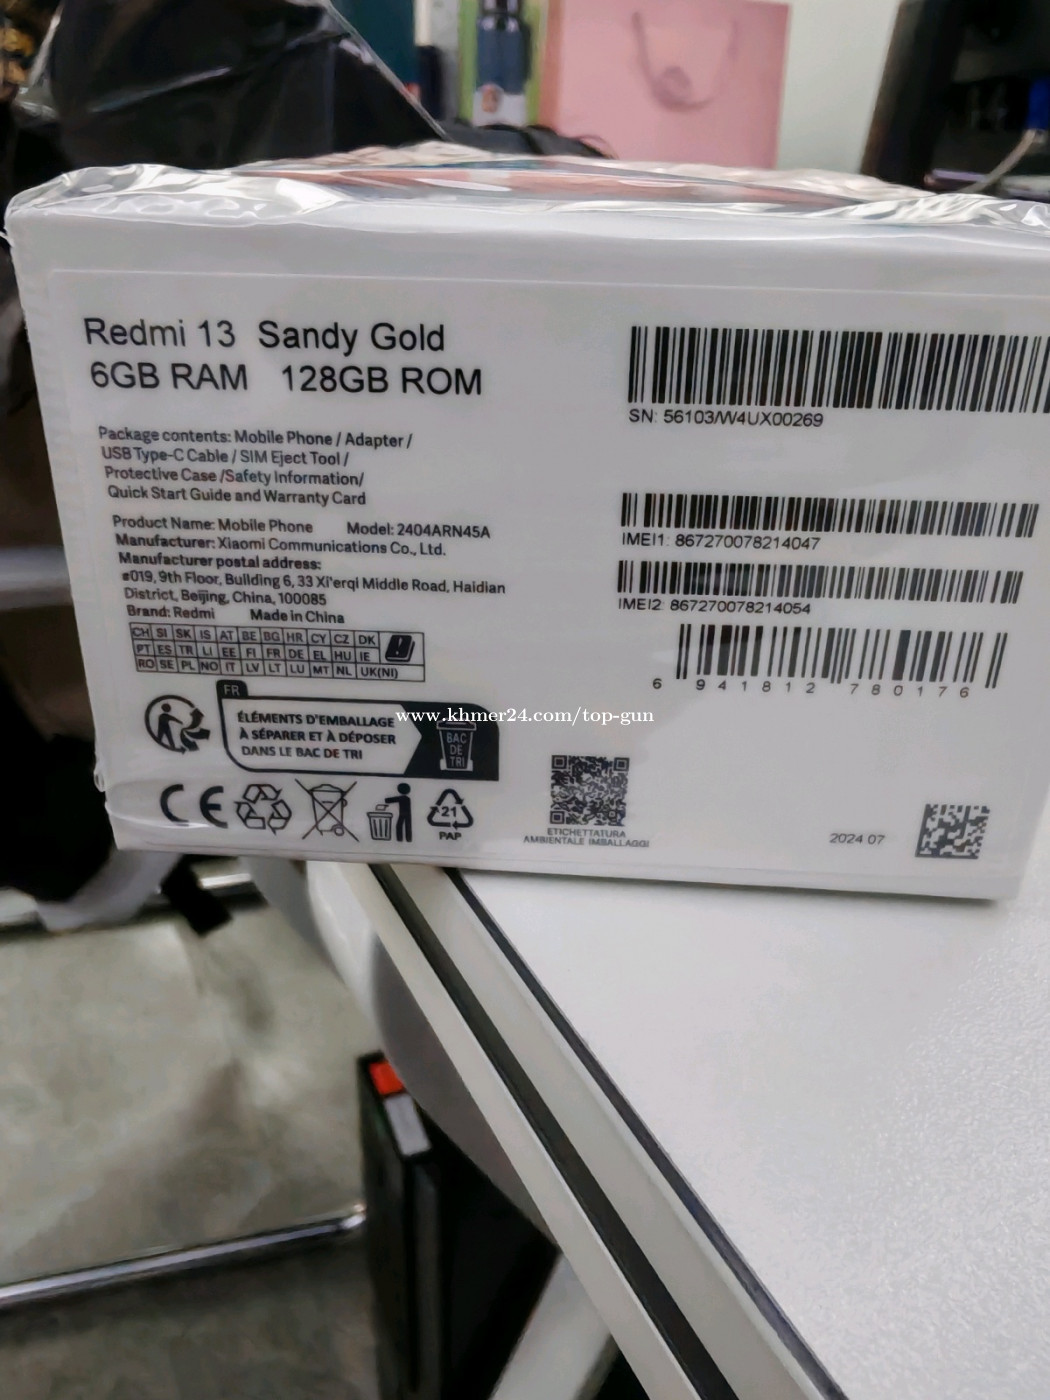 Redmi 13 Sandy Gold
6GB RAM 128GB ROM
Package contents: Mobile Phone / Adapter /
USB Type-C Cable / SIM Eject Tool /
Protective Case /Safety Information/
Quick Start Guide and Warranty Card
Product Name: Mobile Phone Model: 2404ARN45A
Manufacturer: Xiaomi Communications Co., Ltd.
Manufacturer postal address:
#019, 9th Floor, Building 6, 33 Xi'erqi Middle Road, Haidian
District, Beijing, China, 100085
Brand: Redmi Made in China
CH SI SK IS AT BE BG HR CY CZ DK
PT ES TR LI EE FI FR DE EL HU IE
RO SE PL NO IT LV LT LU MT NL UK(NI)
FR
ÉLÉMENTS D'EMBALLAGE
À SÉPARER ET À DÉPOSER
DANS LE BAC DE TRI
BAC
DE
TRI
CE
21
PAP
SN: 56103/W4UX00269
IMEI1: 867270078214047
IMEI2: 867270078214054
6 941812 780176
www.khmer24.com/top-gun
ETICHETTATURA
AMBIENTALE IMBALLAGGI
2024.07